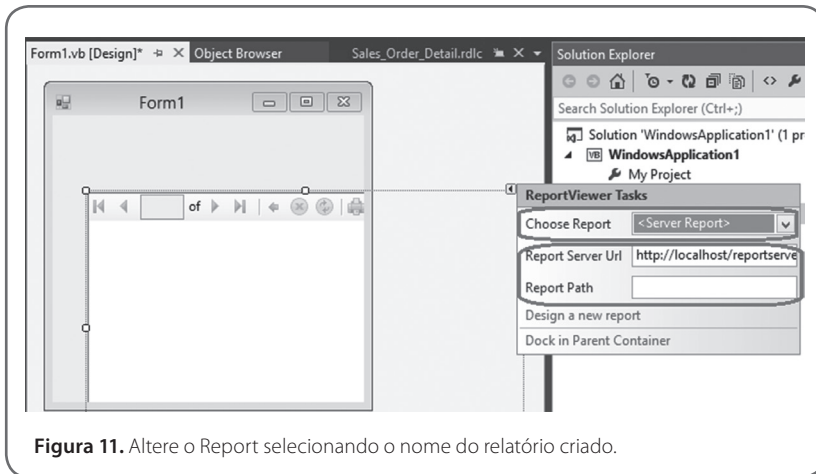 Form1.vb [Design]*
Object Browser
Sales_Order_Detail.rdlc
Solution Explorer
Search Solution Explorer (Ctrl+;)
Solution 'WindowsApplication1' (1 pr
VB WindowsApplication1
My Project
Form1
of
ReportViewer Tasks
Choose Report <Server Report>
Report Server Url http://localhost/reportserve
Report Path
Design a new report
Dock in Parent Container
Figura 11. Altere o Report selecionando o nome do relatório criado.